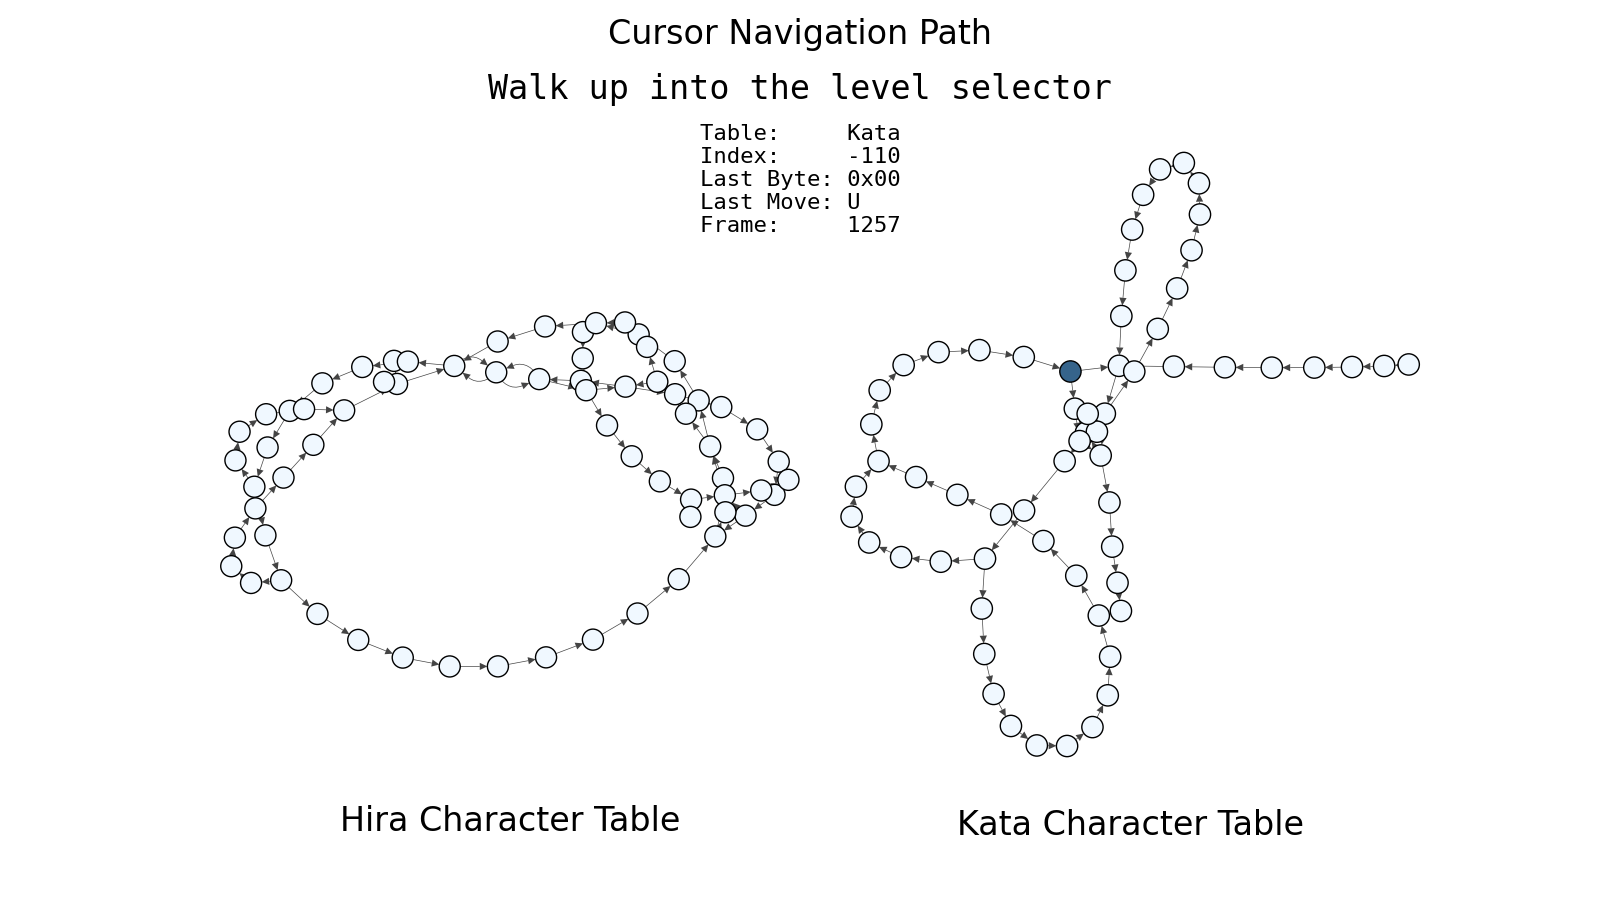 Cursor Navigation Path
Walk up into the level selector
Table: Kata
Index: -110
Last Byte: 0x00
Last Move: U
Frame: 1257
Hira Character Table
Kata Character Table